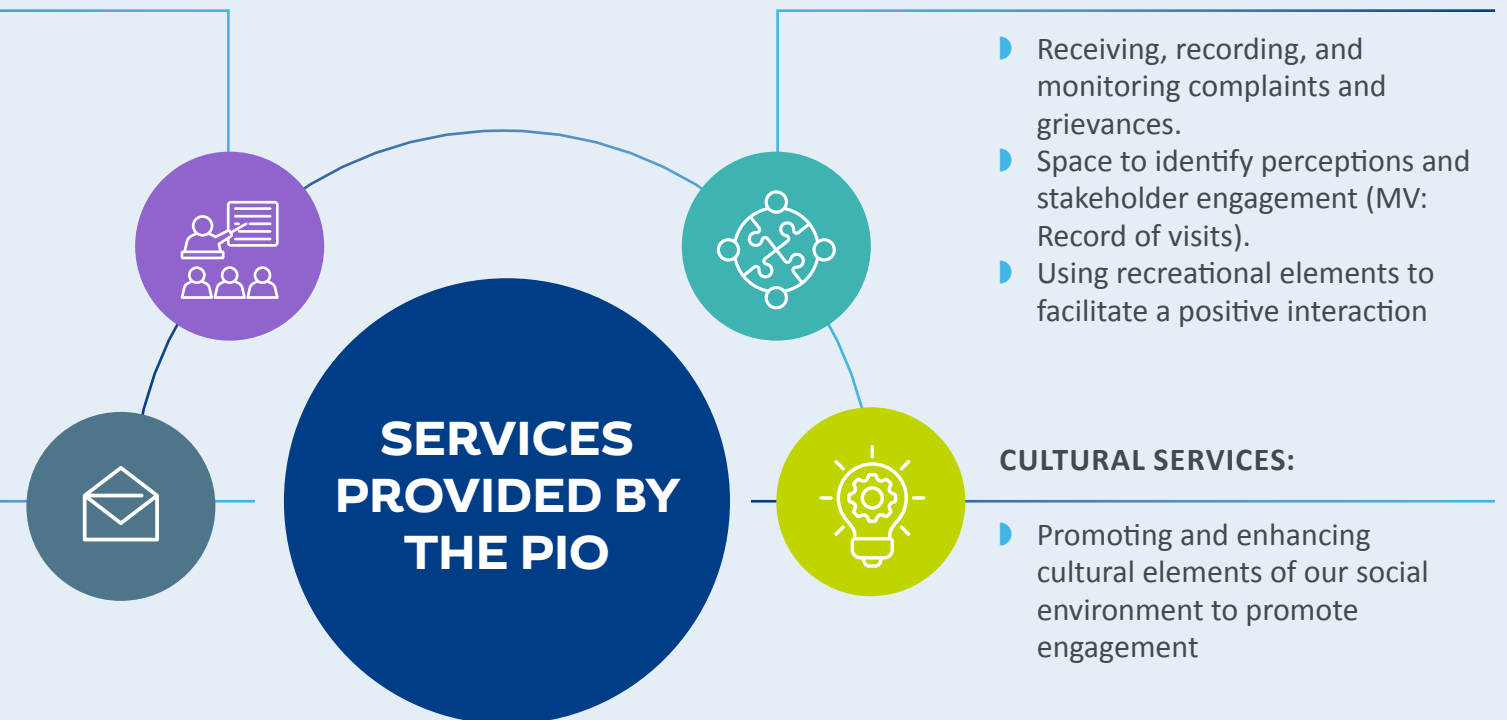 SERVICES
PROVIDED BY
THE PIO
Receiving, recording, and
monitoring complaints and
grievances.
Space to identify perceptions and
stakeholder engagement (MV:
Record of visits).
Using recreational elements to
facilitate a positive interaction
CULTURAL SERVICES:
Promoting and enhancing
cultural elements of our social
environment to promote
engagement